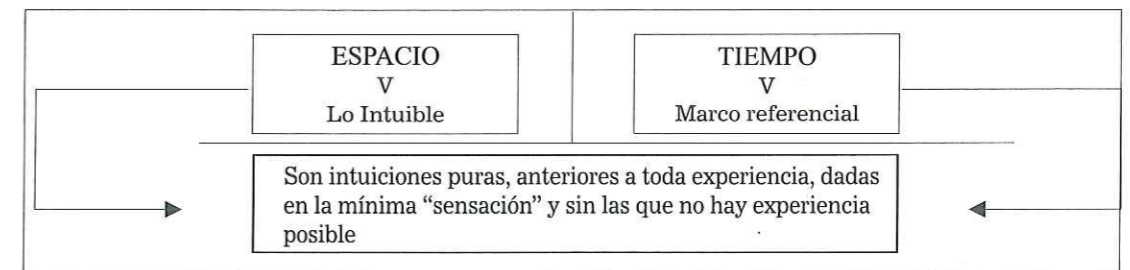 ESPACIO
V
Lo Intuible
TIEMPO
V
Marco referencial
Son intuiciones puras, anteriores a toda experiencia, dadas
en la mínima “sensación” y sin las que no hay experiencia
posible